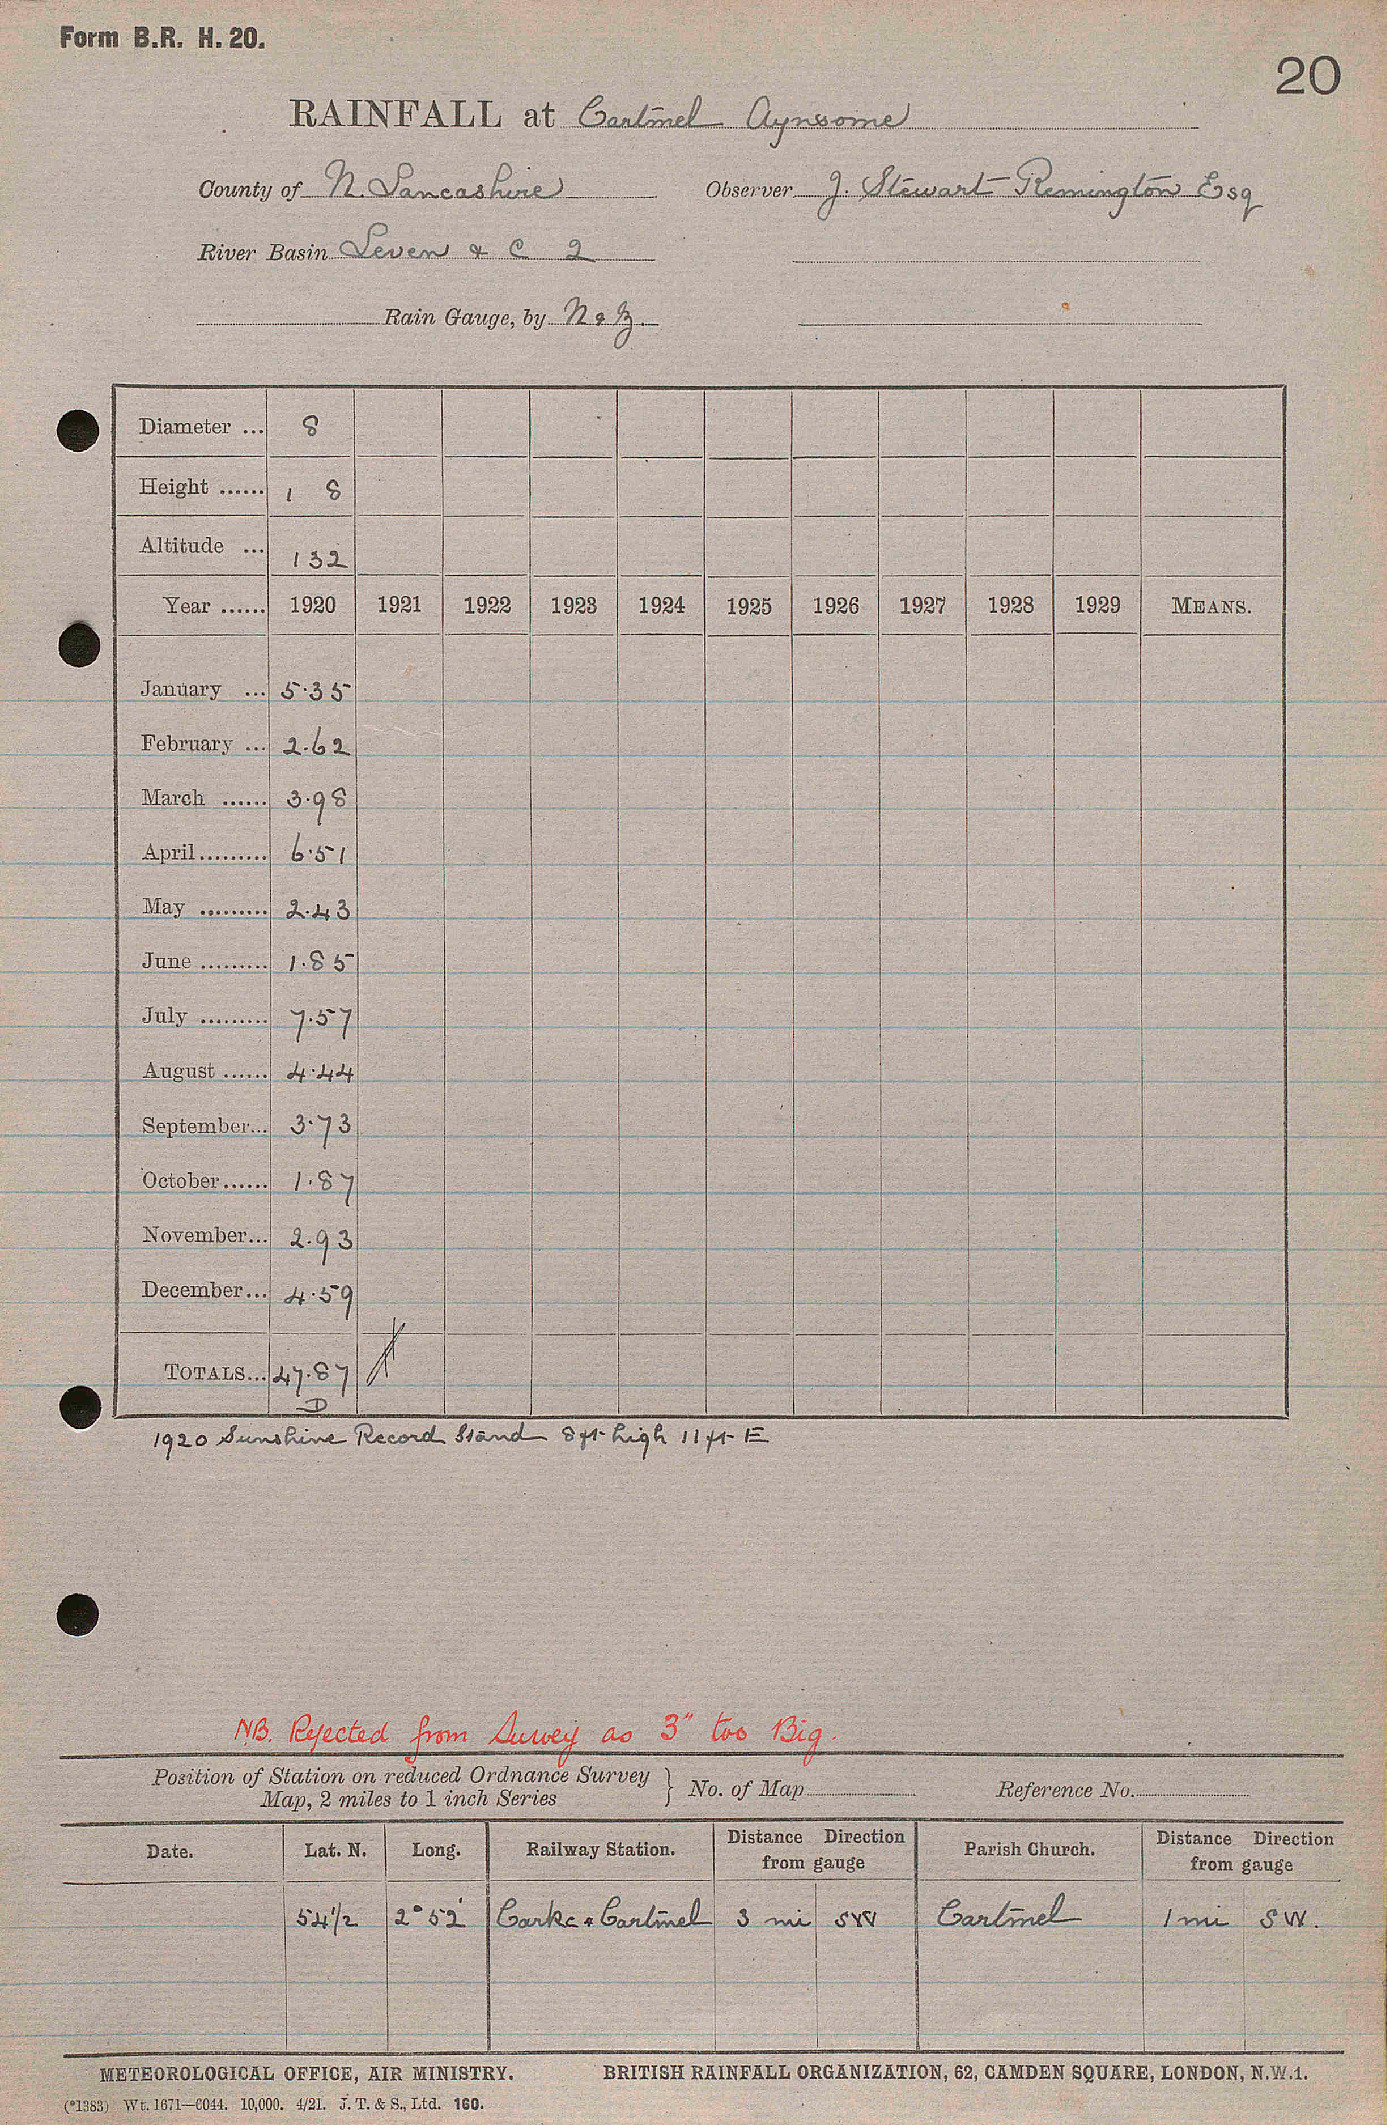 Form B.R. H. 20.
20
RAINFALL at Cartmel Aynsome
County of N. Lancashire Observer J. Stewart Remington Esq
River Basin Leven & C 2
Rain Gauge, by N & Z.
Diameter ... 8
Height ...... 1 8
Altitude ... 132
Year ...... 1920 1921 1922 1923 1924 1925 1926 1927 1928 1929 MEANS.
January ... 5.35
February ... 2.62
March ...... 3.98
April ......... 6.51
May ......... 2.43
June ......... 1.85
July ......... 7.57
August ...... 4.44
September... 3.73
October...... 1.87
November... 2.93
December... 4.59
TOTALS... 47.87
D
1920 Sunshine Record Stand 8ft high 11ft E
NB. Rejected from Survey as 3" too Big.
Position of Station on reduced Ordnance Survey
Map, 2 miles to 1 inch Series } No. of Map Reference No.
Date. Lat. N. Long. Railway Station. Distance Direction from gauge Parish Church. Distance Direction from gauge
54½ 2° 52' Carke & Cartmel 3 mi SW Cartmel 1 mi SW.
METEOROLOGICAL OFFICE, AIR MINISTRY. BRITISH RAINFALL ORGANIZATION, 62, CAMDEN SQUARE, LONDON, N.W.1.
(*1383) Wt. 1671—6044. 10,000. 4/21. J. T. & S., Ltd. 160.